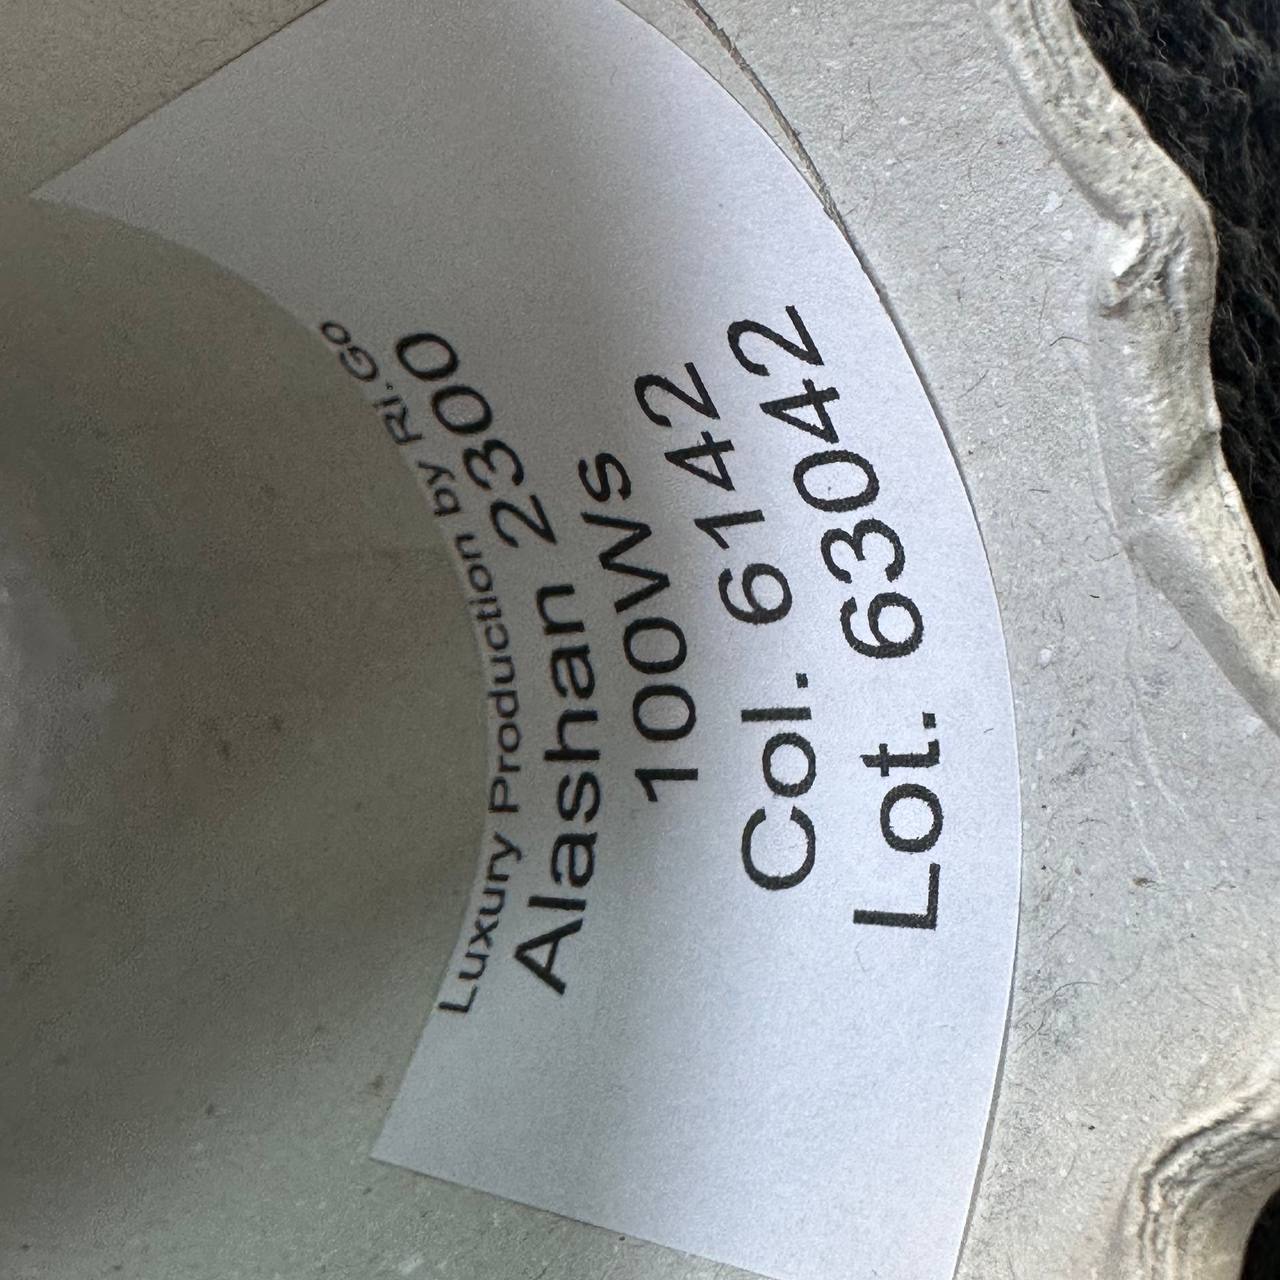 Luxury Production by Ri.Go
Alashan 2300
100Ws
Col. 6142
Lot. 63042